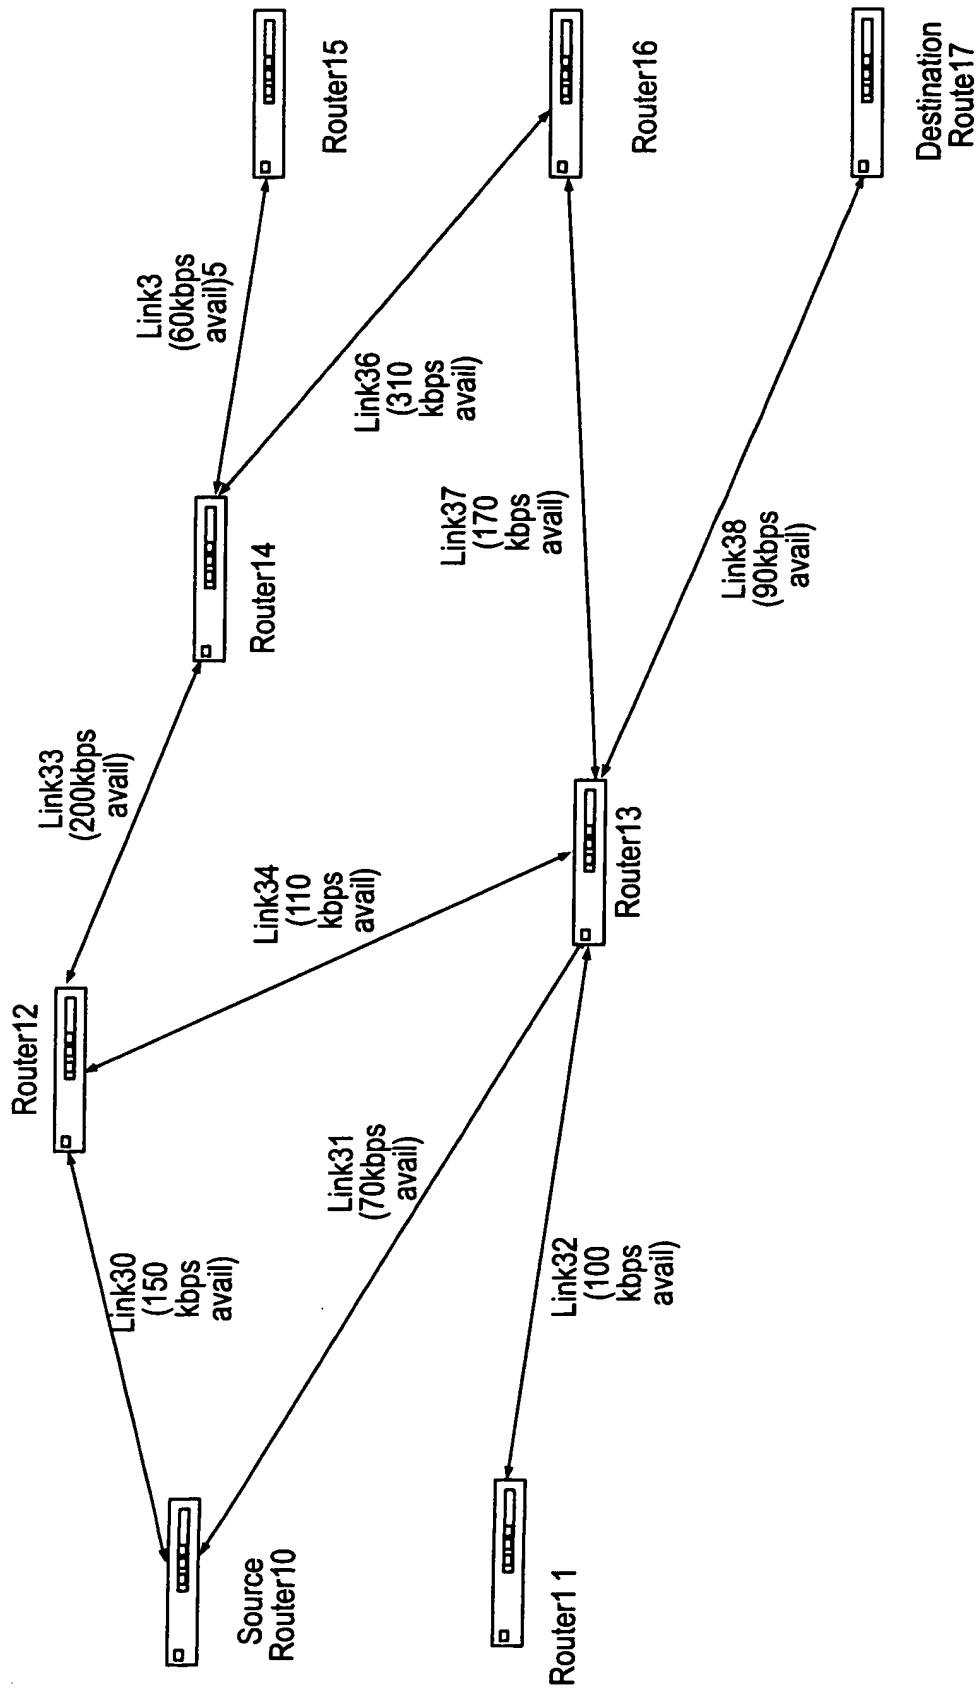 Source
Router10
Router1 1
Link30
(150
kbps
avail)
Link31
(70kbps
avail)
Link32
(100
kbps
avail)
Router12
Link33
(200kbps
avail)
Link34
(110
kbps
avail)
Router13
Router14
Link3
(60kbps
avail)5
Link36
(310
kbps
avail)
Link37
(170
kbps
avail)
Link38
(90kbps
avail)
Router15
Router16
Destination
Route17